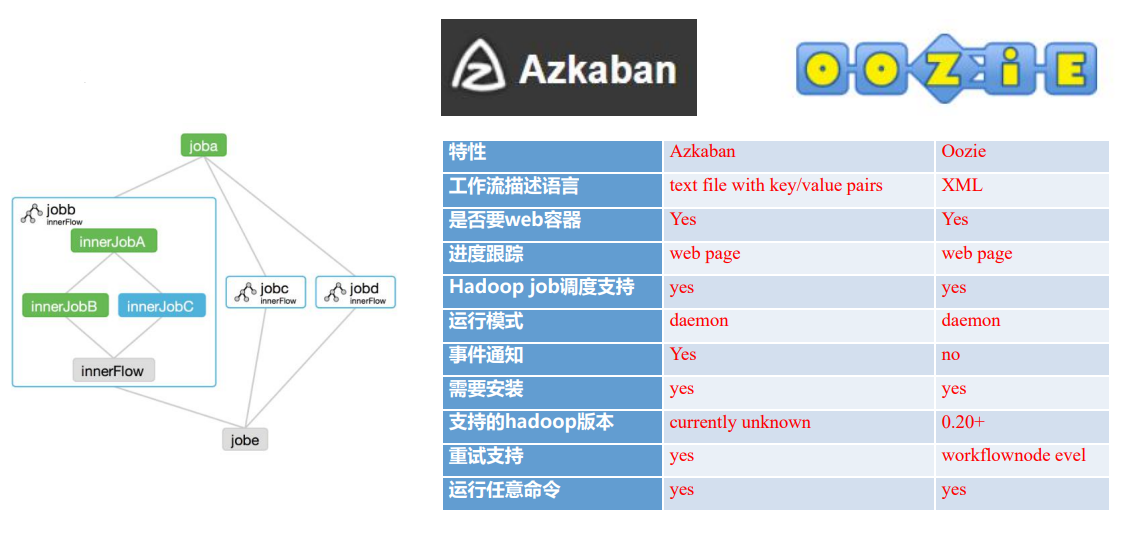 Azkaban
OOZiE
joba
jobb
innerFlow
innerJobA
innerJobB
innerJobC
innerFlow
jobc
innerFlow
jobd
innerFlow
jobe
特性 Azkaban Oozie
工作流描述语言 text file with key/value pairs XML
是否要web容器 Yes Yes
进度跟踪 web page web page
Hadoop job调度支持 yes yes
运行模式 daemon daemon
事件通知 Yes no
需要安装 yes yes
支持的hadoop版本 currently unknown 0.20+
重试支持 yes workflownode evel
运行任意命令 yes yes